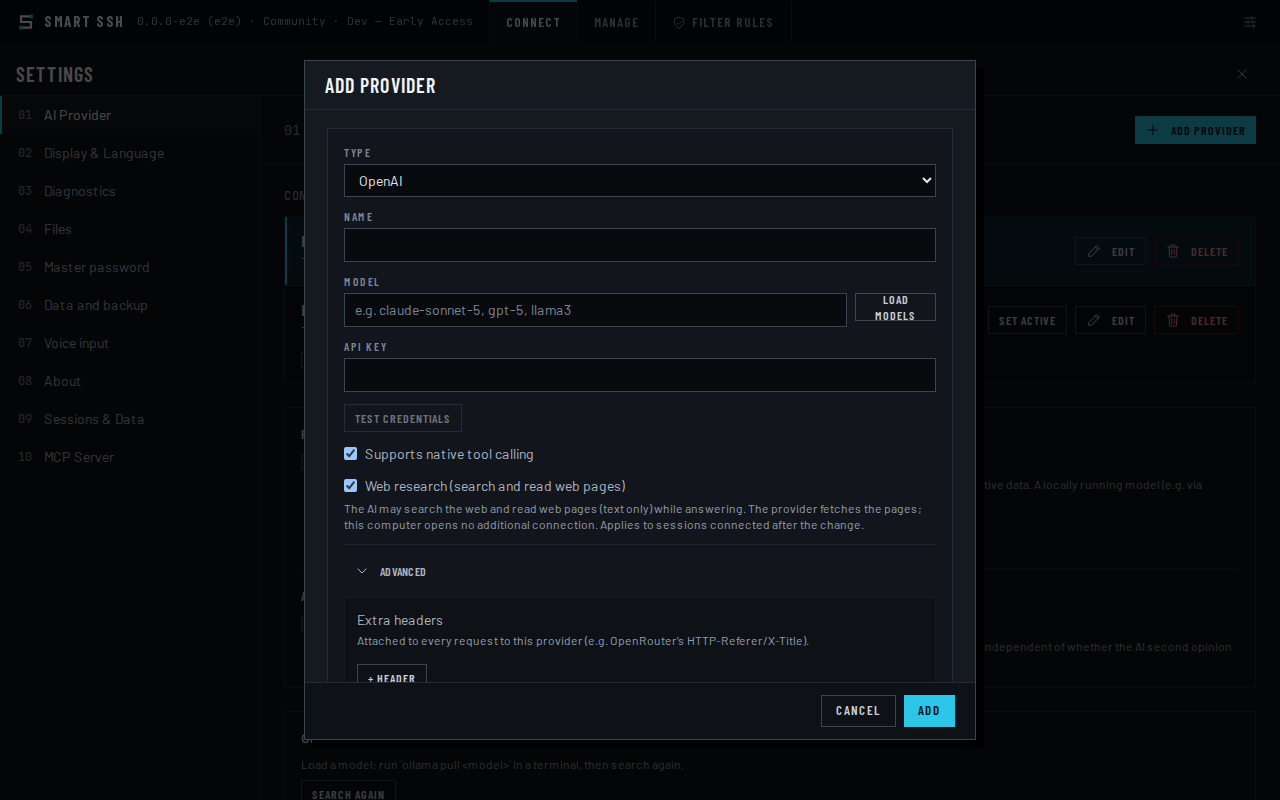 SMART SSH 0.0.0-e2e (e2e) · Community · Dev — Early Access CONNECT MANAGE FILTER RULES
SETTINGS
ADD PROVIDER
01 AI Provider
02 Display & Language
03 Diagnostics
04 Files
05 Master password
06 Data and backup
07 Voice input
08 About
09 Sessions & Data
10 MCP Server
01
ADD PROVIDER
EDIT DELETE
SET ACTIVE EDIT DELETE
TYPE
OpenAI
NAME
MODEL
e.g. claude-sonnet-5, gpt-5, llama3
LOAD
MODELS
API KEY
TEST CREDENTIALS
Supports native tool calling
Web research (search and read web pages)
The AI may search the web and read web pages (text only) while answering. The provider fetches the pages;
this computer opens no additional connection. Applies to sessions connected after the change.
ADVANCED
Extra headers
Attached to every request to this provider (e.g. OpenRouter's HTTP-Referer/X-Title).
+ HEADER
CANCEL ADD
data. A locally running model (e.g. via
of whether the AI second opinion
Load a model: run `ollama pull <model>` in a terminal, then search again.
SEARCH AGAIN